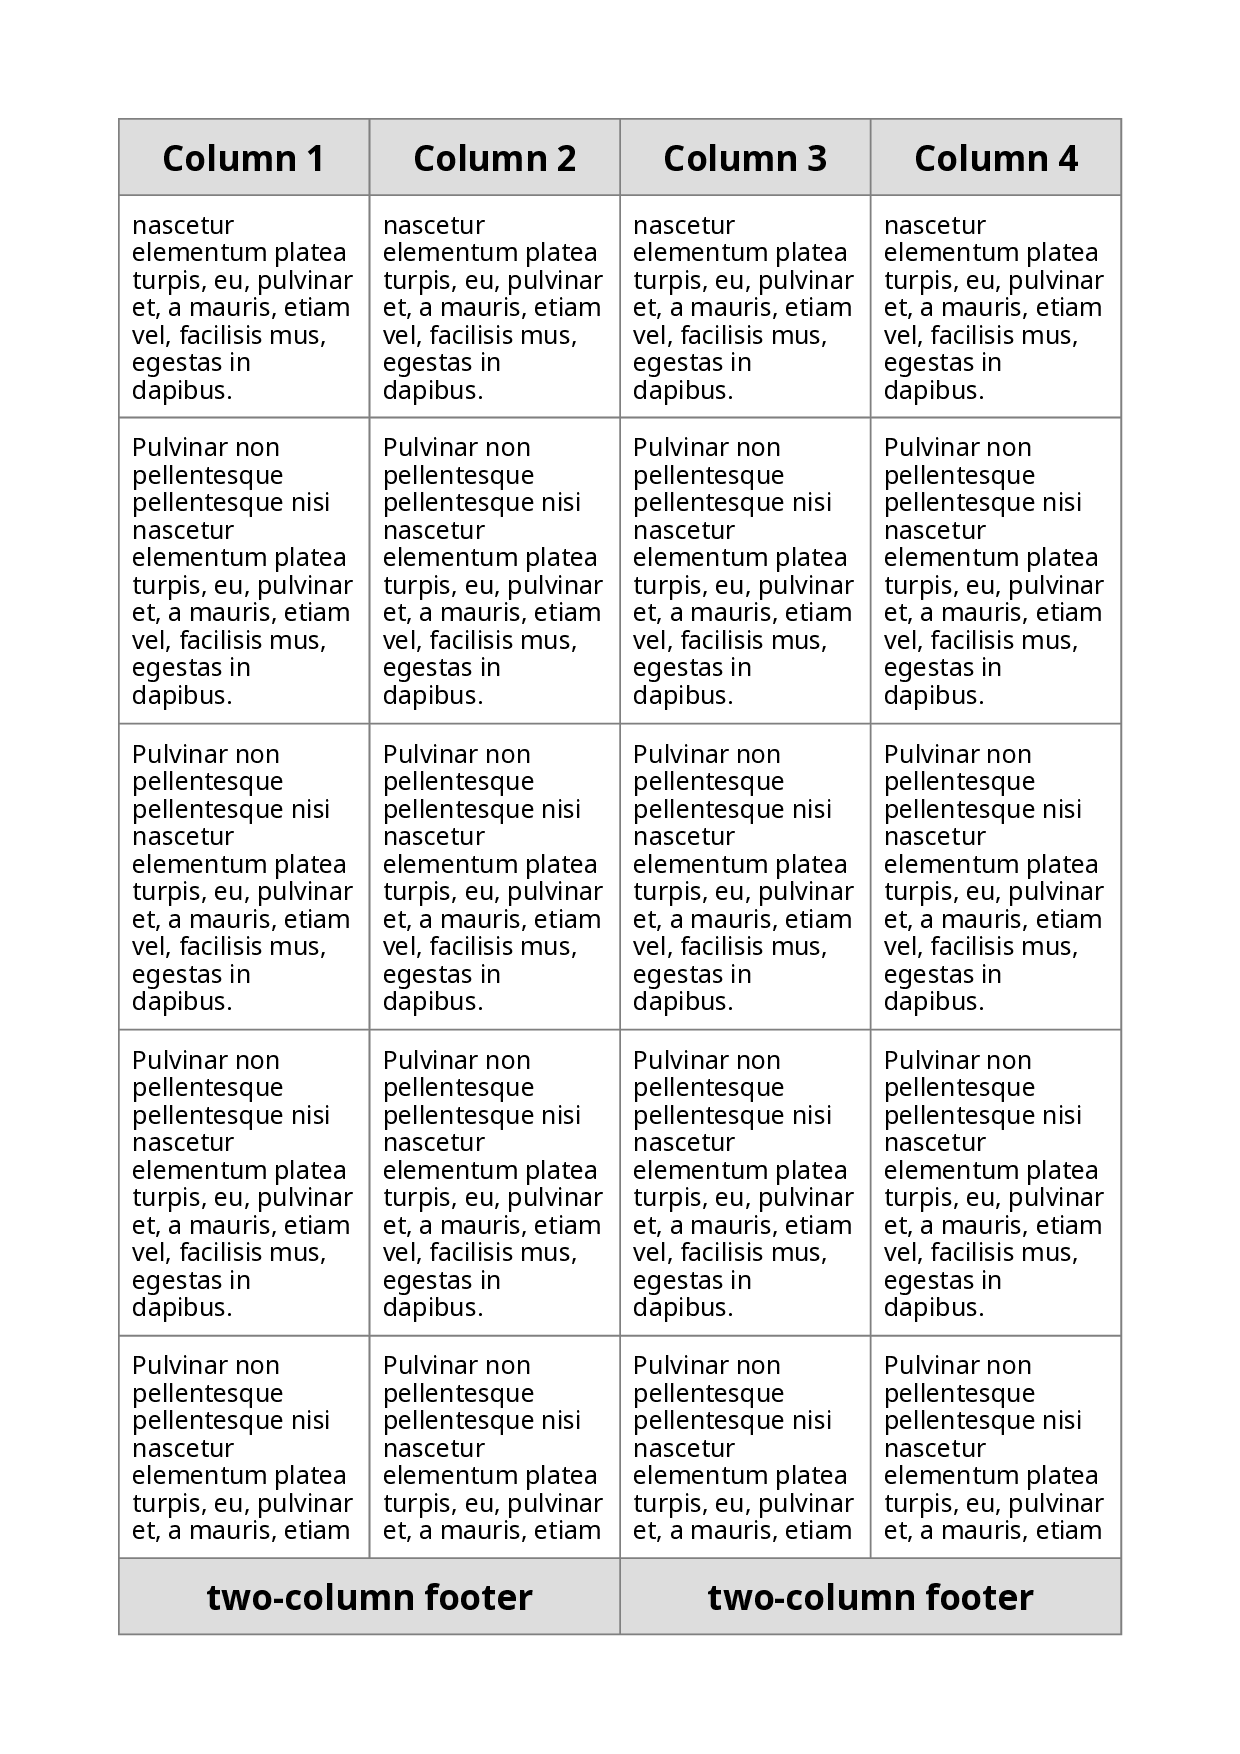 Column 1 Column 2 Column 3 Column 4
nascetur
elementum platea
turpis, eu, pulvinar
et, a mauris, etiam
vel, facilisis mus,
egestas in
dapibus.
nascetur
elementum platea
turpis, eu, pulvinar
et, a mauris, etiam
vel, facilisis mus,
egestas in
dapibus.
nascetur
elementum platea
turpis, eu, pulvinar
et, a mauris, etiam
vel, facilisis mus,
egestas in
dapibus.
nascetur
elementum platea
turpis, eu, pulvinar
et, a mauris, etiam
vel, facilisis mus,
egestas in
dapibus.
Pulvinar non
pellentesque
pellentesque nisi
nascetur
elementum platea
turpis, eu, pulvinar
et, a mauris, etiam
vel, facilisis mus,
egestas in
dapibus.
Pulvinar non
pellentesque
pellentesque nisi
nascetur
elementum platea
turpis, eu, pulvinar
et, a mauris, etiam
vel, facilisis mus,
egestas in
dapibus.
Pulvinar non
pellentesque
pellentesque nisi
nascetur
elementum platea
turpis, eu, pulvinar
et, a mauris, etiam
vel, facilisis mus,
egestas in
dapibus.
Pulvinar non
pellentesque
pellentesque nisi
nascetur
elementum platea
turpis, eu, pulvinar
et, a mauris, etiam
vel, facilisis mus,
egestas in
dapibus.
Pulvinar non
pellentesque
pellentesque nisi
nascetur
elementum platea
turpis, eu, pulvinar
et, a mauris, etiam
vel, facilisis mus,
egestas in
dapibus.
Pulvinar non
pellentesque
pellentesque nisi
nascetur
elementum platea
turpis, eu, pulvinar
et, a mauris, etiam
vel, facilisis mus,
egestas in
dapibus.
Pulvinar non
pellentesque
pellentesque nisi
nascetur
elementum platea
turpis, eu, pulvinar
et, a mauris, etiam
vel, facilisis mus,
egestas in
dapibus.
Pulvinar non
pellentesque
pellentesque nisi
nascetur
elementum platea
turpis, eu, pulvinar
et, a mauris, etiam
vel, facilisis mus,
egestas in
dapibus.
Pulvinar non
pellentesque
pellentesque nisi
nascetur
elementum platea
turpis, eu, pulvinar
et, a mauris, etiam
vel, facilisis mus,
egestas in
dapibus.
Pulvinar non
pellentesque
pellentesque nisi
nascetur
elementum platea
turpis, eu, pulvinar
et, a mauris, etiam
vel, facilisis mus,
egestas in
dapibus.
Pulvinar non
pellentesque
pellentesque nisi
nascetur
elementum platea
turpis, eu, pulvinar
et, a mauris, etiam
vel, facilisis mus,
egestas in
dapibus.
Pulvinar non
pellentesque
pellentesque nisi
nascetur
elementum platea
turpis, eu, pulvinar
et, a mauris, etiam
vel, facilisis mus,
egestas in
dapibus.
Pulvinar non
pellentesque
pellentesque nisi
nascetur
elementum platea
turpis, eu, pulvinar
et, a mauris, etiam
Pulvinar non
pellentesque
pellentesque nisi
nascetur
elementum platea
turpis, eu, pulvinar
et, a mauris, etiam
Pulvinar non
pellentesque
pellentesque nisi
nascetur
elementum platea
turpis, eu, pulvinar
et, a mauris, etiam
Pulvinar non
pellentesque
pellentesque nisi
nascetur
elementum platea
turpis, eu, pulvinar
et, a mauris, etiam
two-column footer two-column footer